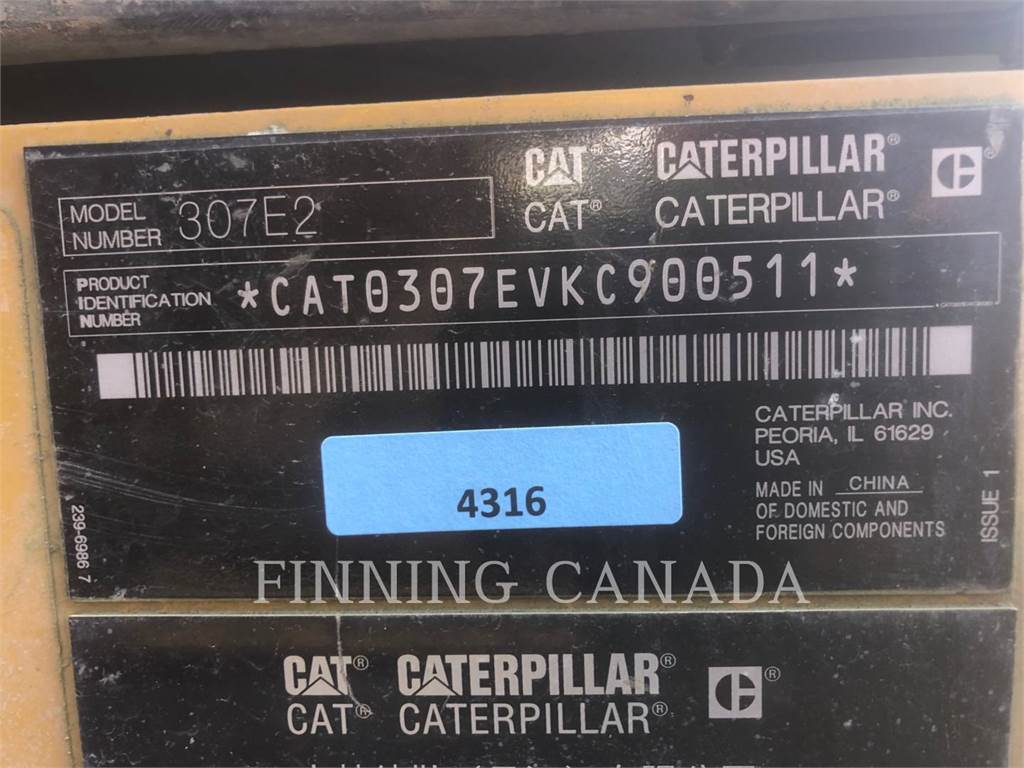 CAT® CATERPILLAR®
CAT® CATERPILLAR®
MODEL
NUMBER 307E2
PRODUCT
IDENTIFICATION
NUMBER
*CAT0307EVKC900511*
CATERPILLAR INC.
PEORIA, IL 61629
USA
MADE IN CHINA
OF DOMESTIC AND
FOREIGN COMPONENTS
ISSUE 1
239-6986 7
4316
FINNING CANADA
CAT® CATERPILLAR® ®
CAT® CATERPILLAR®